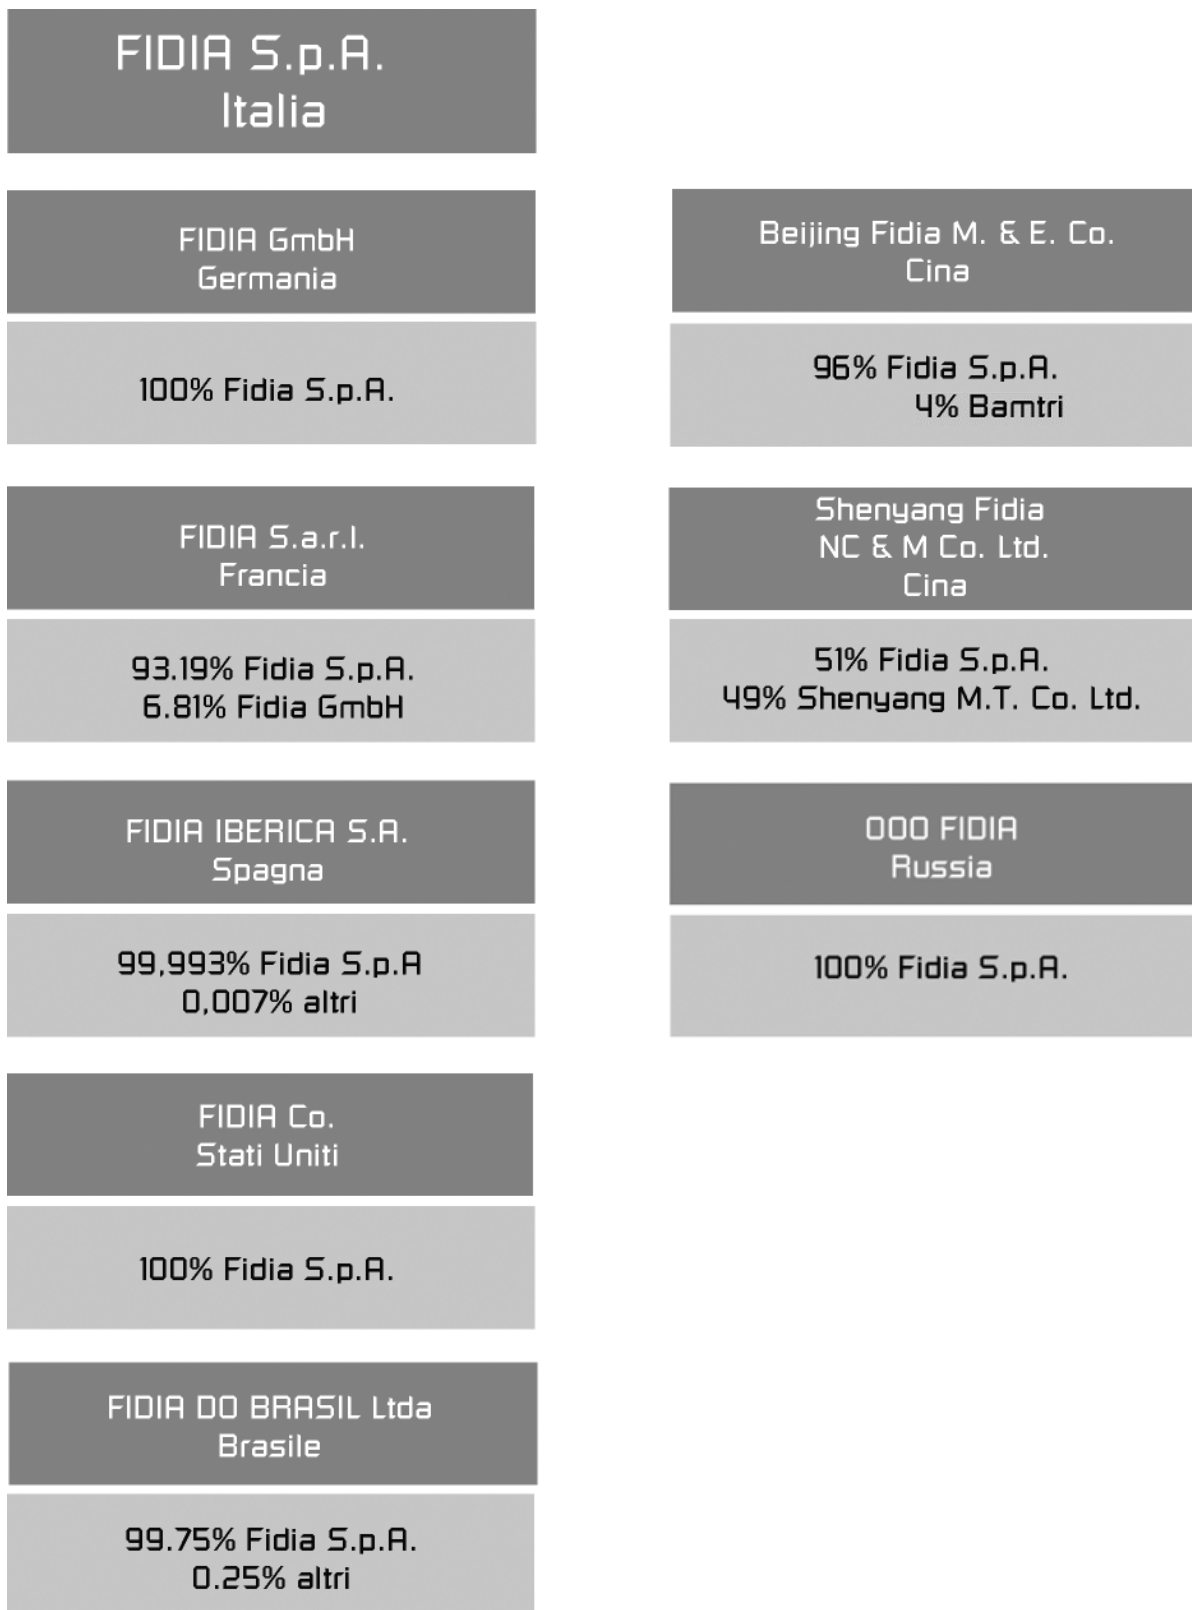 FIDIA S.p.A.
Italia
FIDIA GmbH
Germania
100% Fidia S.p.A.
FIDIA S.a.r.l.
Francia
93.19% Fidia S.p.A.
6.81% Fidia GmbH
FIDIA IBERICA S.A.
Spagna
99,993% Fidia S.p.A
0,007% altri
FIDIA Co.
Stati Uniti
100% Fidia S.p.A.
FIDIA DO BRASIL Ltda
Brasile
99.75% Fidia S.p.A.
0.25% altri
Beijing Fidia M. & E. Co.
Cina
96% Fidia S.p.A.
4% Bamtri
Shenyang Fidia
NC & M Co. Ltd.
Cina
51% Fidia S.p.A.
49% Shenyang M.T. Co. Ltd.
OOO FIDIA
Russia
100% Fidia S.p.A.